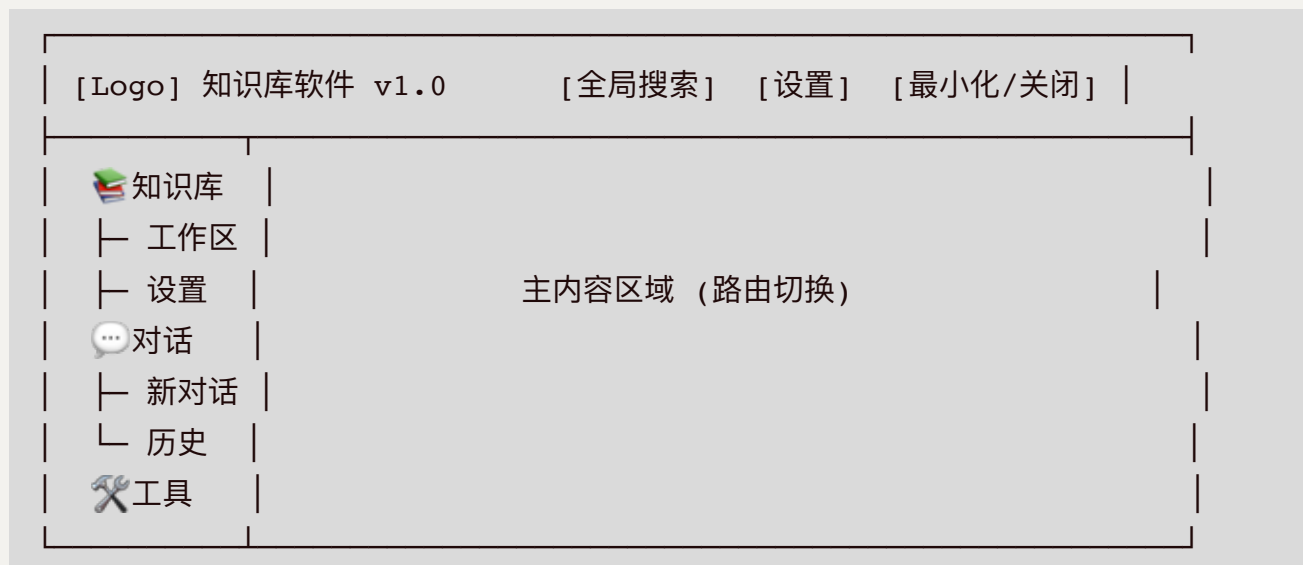 [Logo] 知识库软件 v1.0 [全局搜索] [设置] [最小化/关闭]
📚知识库
├─ 工作区
├─ 设置
主内容区域 (路由切换)
💬对话
├─ 新对话
└─ 历史
🛠️工具